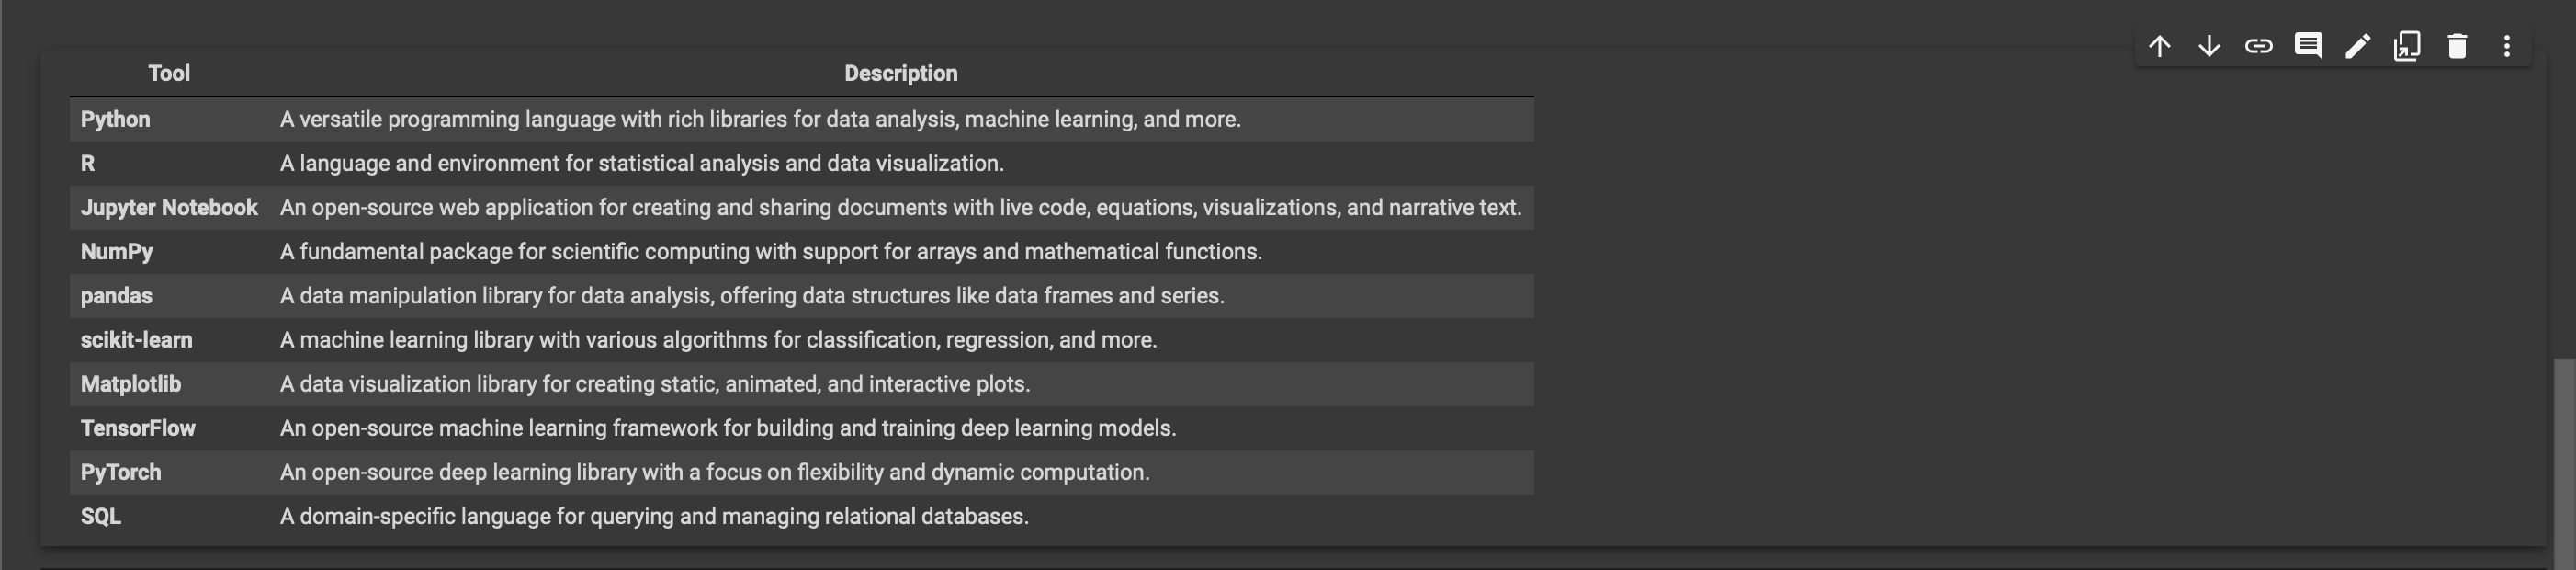 Tool Description
Python A versatile programming language with rich libraries for data analysis, machine learning, and more.
R A language and environment for statistical analysis and data visualization.
Jupyter Notebook An open-source web application for creating and sharing documents with live code, equations, visualizations, and narrative text.
NumPy A fundamental package for scientific computing with support for arrays and mathematical functions.
pandas A data manipulation library for data analysis, offering data structures like data frames and series.
scikit-learn A machine learning library with various algorithms for classification, regression, and more.
Matplotlib A data visualization library for creating static, animated, and interactive plots.
TensorFlow An open-source machine learning framework for building and training deep learning models.
PyTorch An open-source deep learning library with a focus on flexibility and dynamic computation.
SQL A domain-specific language for querying and managing relational databases.